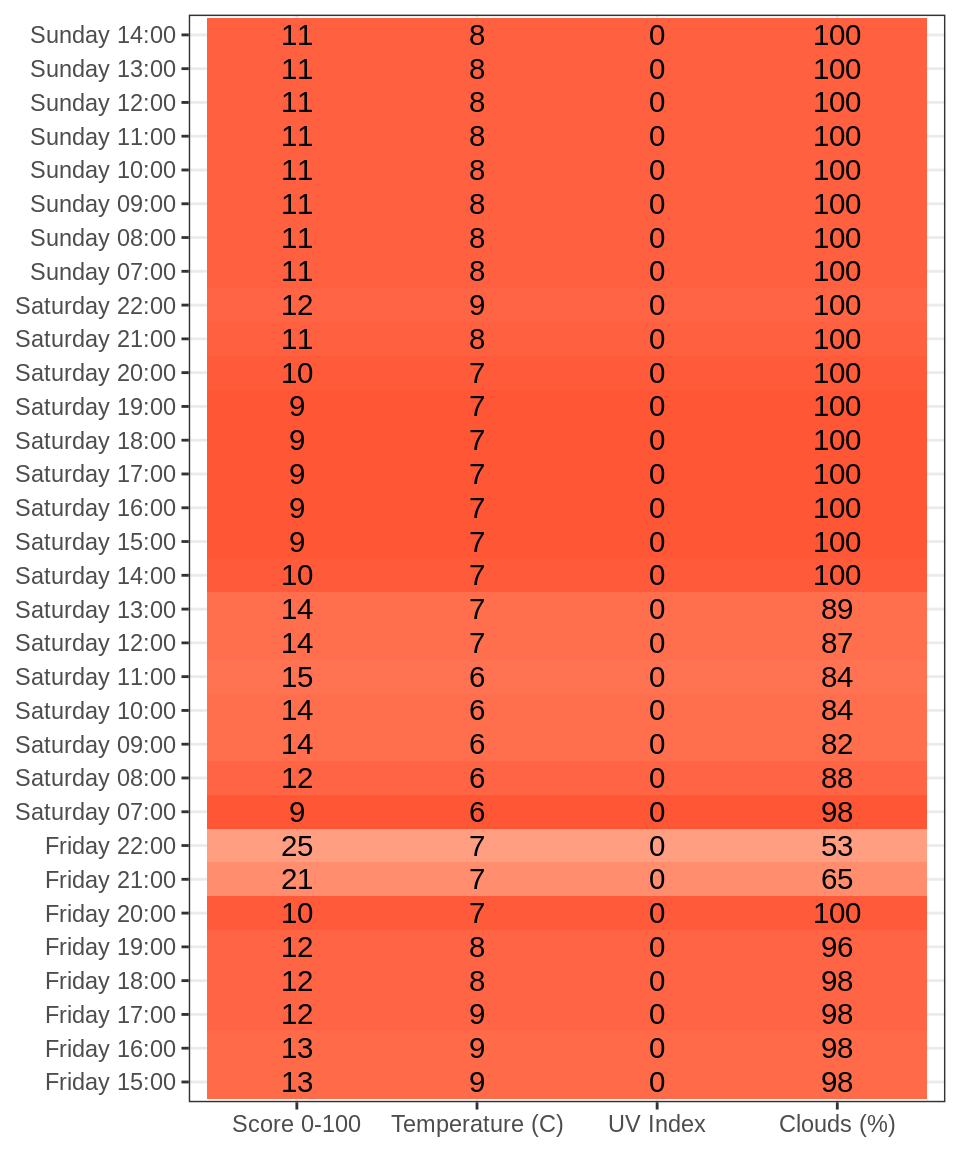 Sunday 14:00 11 8 0 100
Sunday 13:00 11 8 0 100
Sunday 12:00 11 8 0 100
Sunday 11:00 11 8 0 100
Sunday 10:00 11 8 0 100
Sunday 09:00 11 8 0 100
Sunday 08:00 11 8 0 100
Sunday 07:00 11 8 0 100
Saturday 22:00 12 9 0 100
Saturday 21:00 11 8 0 100
Saturday 20:00 10 7 0 100
Saturday 19:00 9 7 0 100
Saturday 18:00 9 7 0 100
Saturday 17:00 9 7 0 100
Saturday 16:00 9 7 0 100
Saturday 15:00 9 7 0 100
Saturday 14:00 10 7 0 100
Saturday 13:00 14 7 0 89
Saturday 12:00 14 7 0 87
Saturday 11:00 15 6 0 84
Saturday 10:00 14 6 0 84
Saturday 09:00 14 6 0 82
Saturday 08:00 12 6 0 88
Saturday 07:00 9 6 0 98
Friday 22:00 25 7 0 53
Friday 21:00 21 7 0 65
Friday 20:00 10 7 0 100
Friday 19:00 12 8 0 96
Friday 18:00 12 8 0 98
Friday 17:00 12 9 0 98
Friday 16:00 13 9 0 98
Friday 15:00 13 9 0 98
Score 0-100 Temperature (C) UV Index Clouds (%)